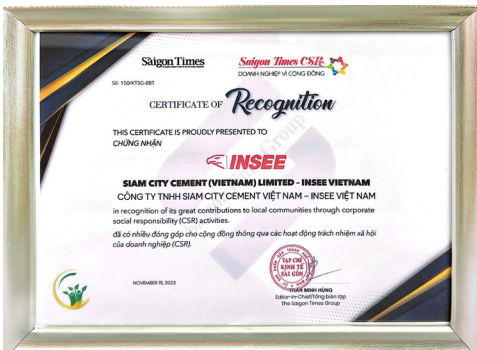 Saigon Times
Saigon Times CSR
DOANH NGHIỆP VÌ CỘNG ĐỒNG
Số: 150/KTSG-BBT
CERTIFICATE OF Recognition
THIS CERTIFICATE IS PROUDLY PRESENTED TO
CHỨNG NHẬN
INSEE
SIAM CITY CEMENT (VIETNAM) LIMITED - INSEE VIETNAM
CÔNG TY TNHH SIAM CITY CEMENT VIỆT NAM – INSEE VIỆT NAM
in recognition of its great contributions to local communities through corporate
social responsibility (CSR) activities.
đã có nhiều đóng góp cho cộng đồng thông qua các hoạt động trách nhiệm xã hội
của doanh nghiệp (CSR).
TẠP CHÍ
KINH TẾ
SÀI GÒN
NOVEMBER 15, 2023
TRẦN MINH HÙNG
Editor-in-Chief/Tổng biên tập
The Saigon Times Group